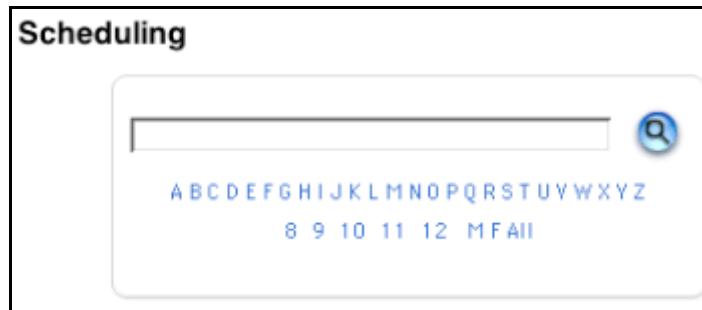 Scheduling
A B C D E F G H I J K L M N O P Q R S T U V W X Y Z
8 9 10 11 12 M F All